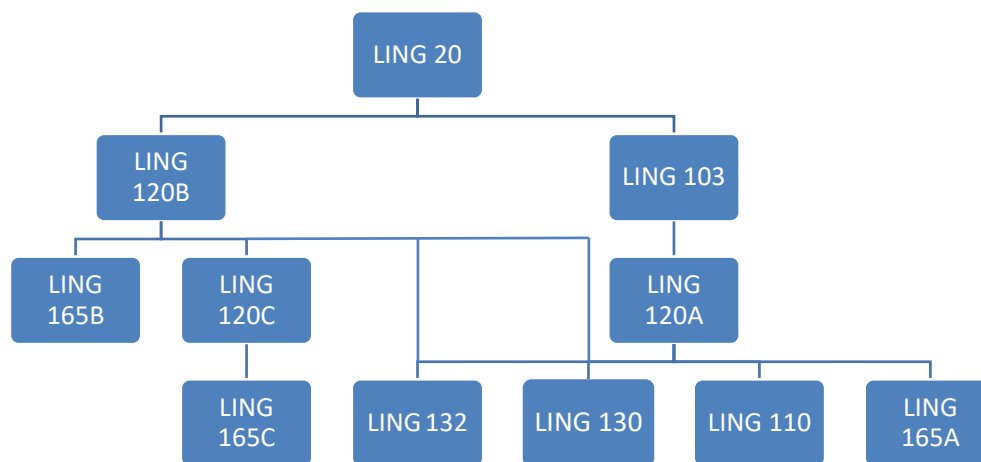 LING 20
LING
120B
LING 103
LING
165B
LING
120C
LING
120A
LING
165C
LING 132
LING 130
LING 110
LING
165A